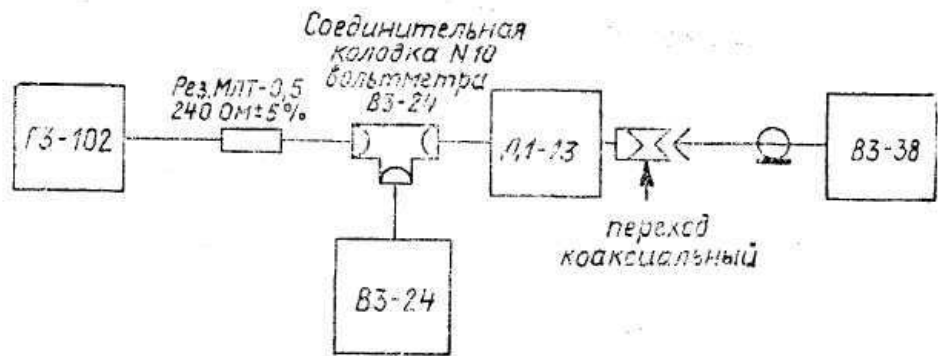 Соединительная
колодка N 10
вольтметра
В3-24
Рез. МЛТ-0,5
240 Ом±5%
Г3-102
Д1-13
В3-38
переход
коаксиальный
В3-24